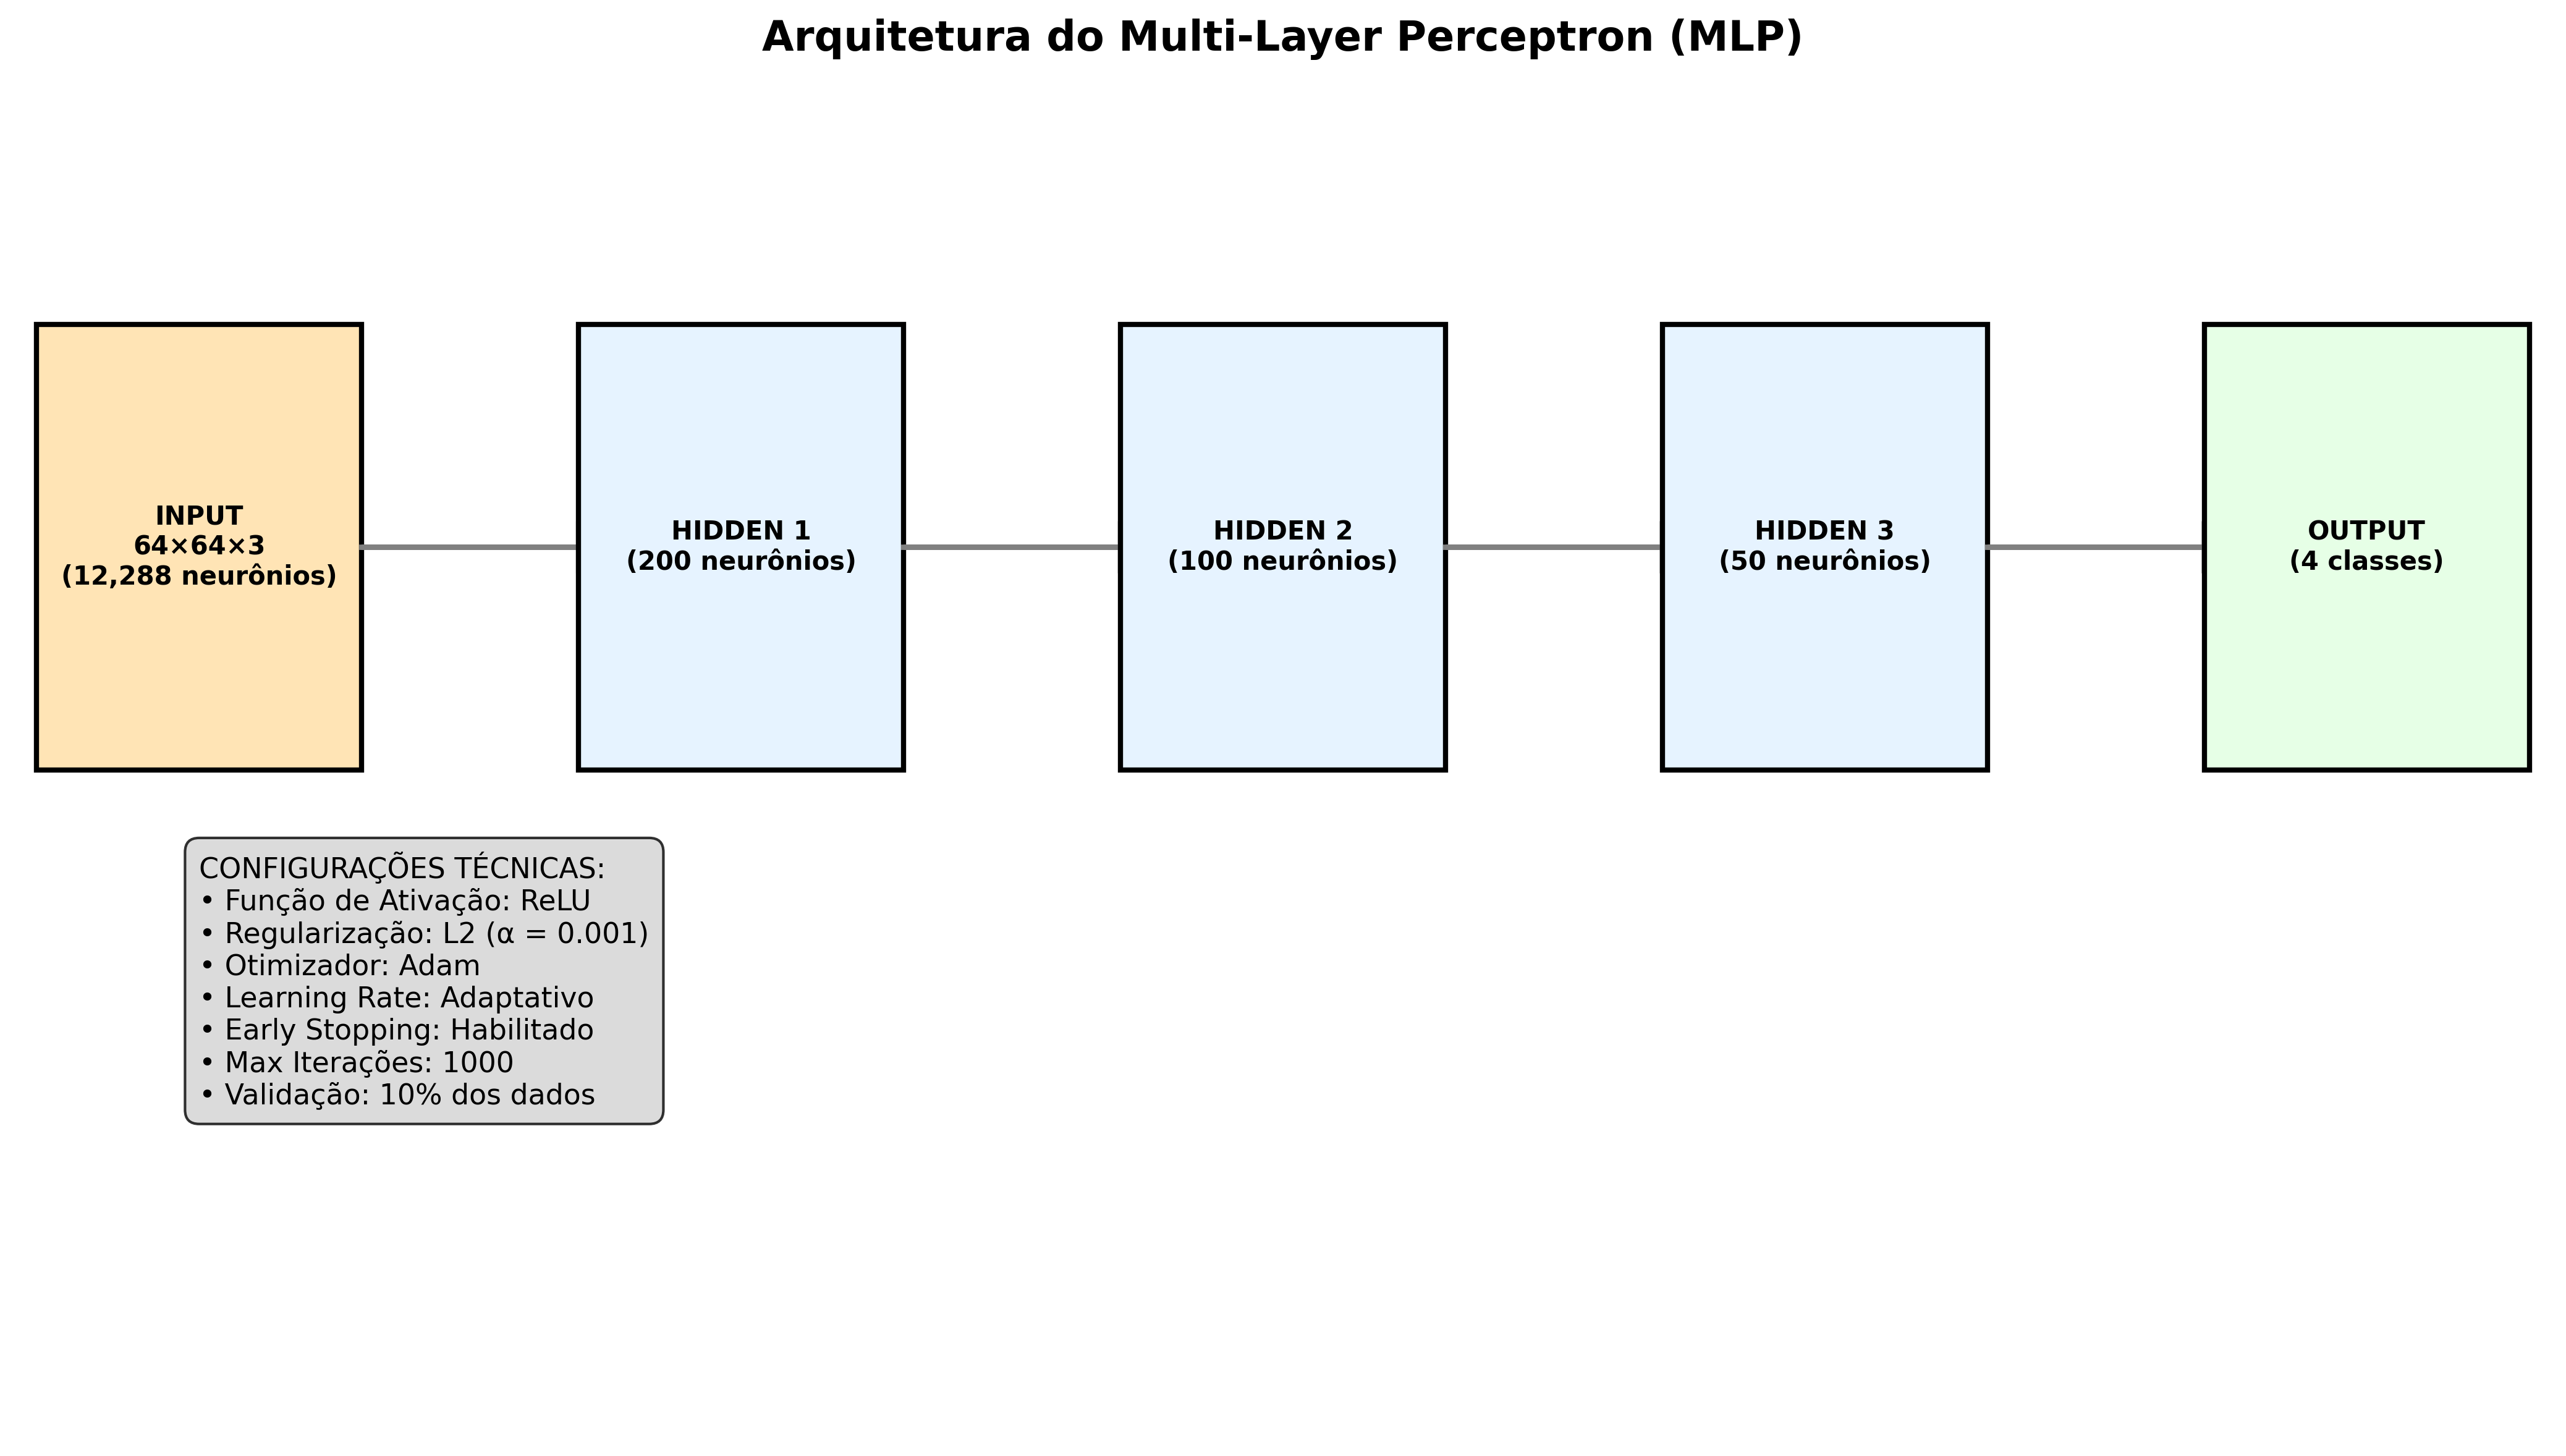 Arquitetura do Multi-Layer Perceptron (MLP)
INPUT
64×64×3
(12,288 neurônios)
HIDDEN 1
(200 neurônios)
HIDDEN 2
(100 neurônios)
HIDDEN 3
(50 neurônios)
OUTPUT
(4 classes)
CONFIGURAÇÕES TÉCNICAS:
• Função de Ativação: ReLU
• Regularização: L2 (α = 0.001)
• Otimizador: Adam
• Learning Rate: Adaptativo
• Early Stopping: Habilitado
• Max Iterações: 1000
• Validação: 10% dos dados